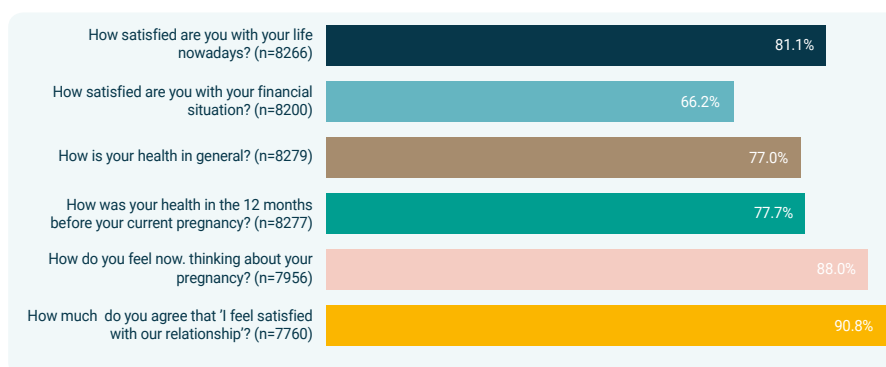 How satisfied are you with your life
nowadays? (n=8266)
81.1%
How satisfied are you with your financial
situation? (n=8200)
66.2%
How is your health in general? (n=8279)
77.0%
How was your health in the 12 months
before your current pregnancy? (n=8277)
77.7%
How do you feel now. thinking about your
pregnancy? (n=7956)
88.0%
How much  do you agree that ’I feel satisfied
with our relationship’? (n=7760)
90.8%